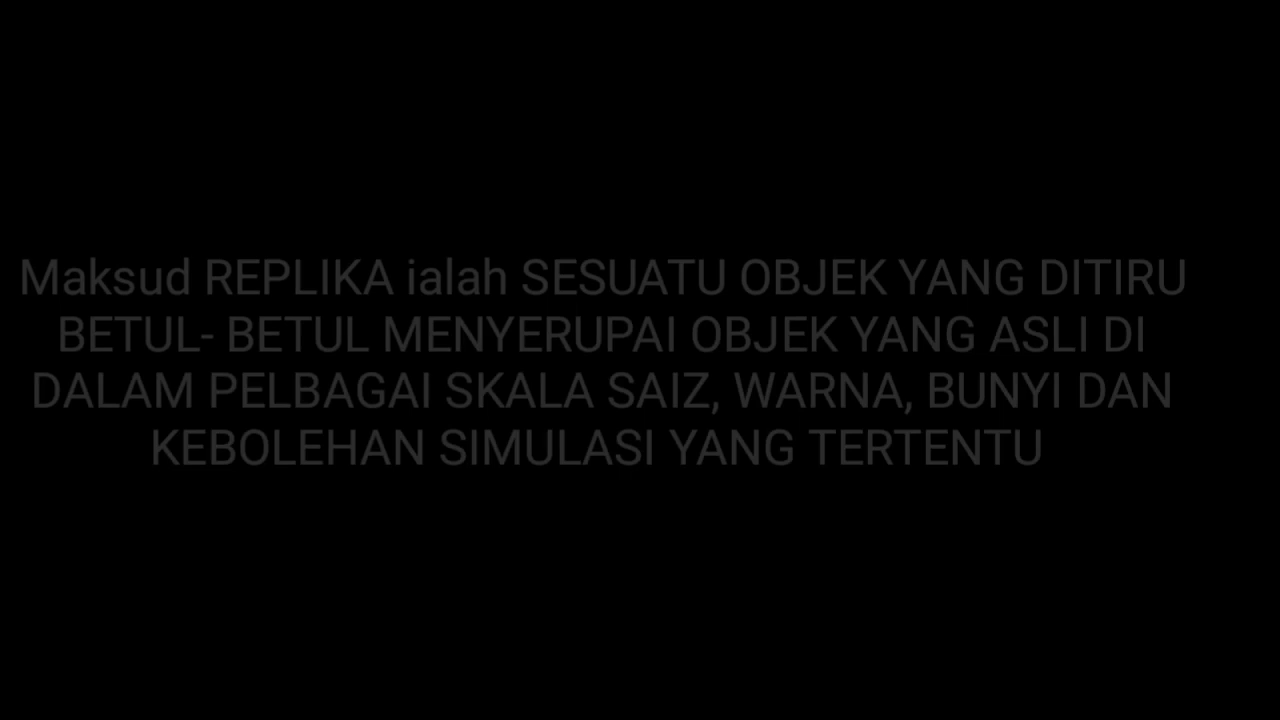 Maksud REPLIKA ialah SESUATU OBJEK YANG DITIRU
BETUL- BETUL MENYERUPAI OBJEK YANG ASLI DI
DALAM PELBAGAI SKALA SAIZ, WARNA, BUNYI DAN
KEBOLEHAN SIMULASI YANG TERTENTU